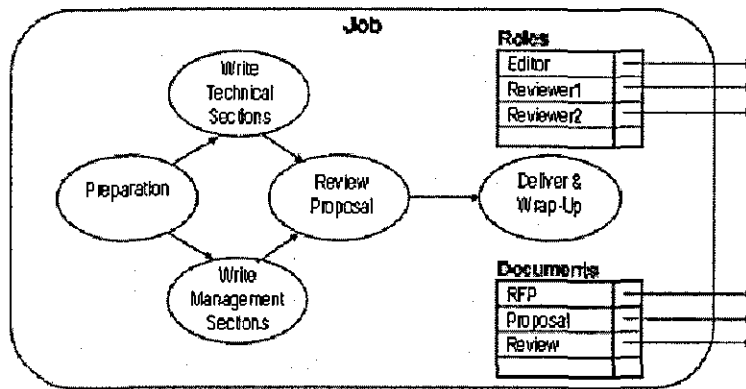 Job
Roles
Editor
Reviewer1
Reviewer2
Write
Technical
Sections
Preparation
Review
Proposal
Deliver &
Wrap-Up
Write
Management
Sections
Documents
RFP
Proposal
Review